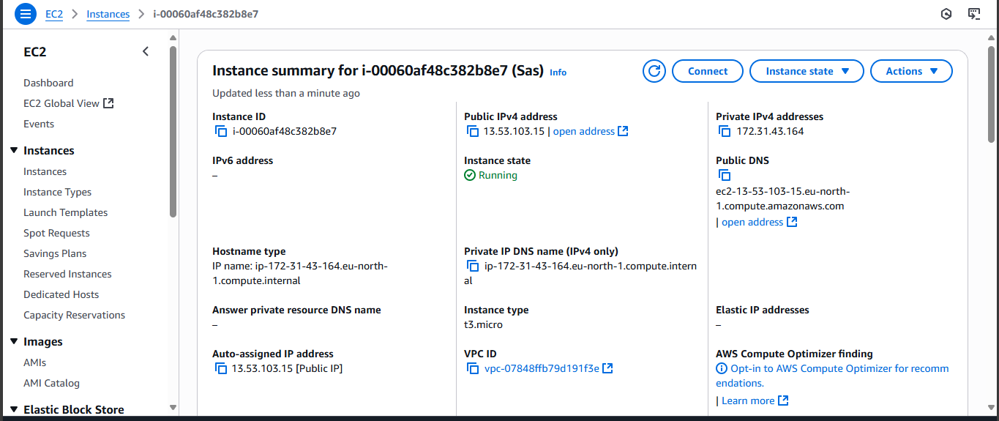 EC2 > Instances > i-00060af48c382b8e7
EC2
Dashboard
EC2 Global View
Events
Instances
Instances
Instance Types
Launch Templates
Spot Requests
Savings Plans
Reserved Instances
Dedicated Hosts
Capacity Reservations
Images
AMIs
AMI Catalog
Elastic Block Store
Instance summary for i-00060af48c382b8e7 (Sas) Info
Connect
Instance state
Actions
Updated less than a minute ago
Instance ID
i-00060af48c382b8e7
Public IPv4 address
13.53.103.15 | open address
Private IPv4 addresses
172.31.43.164
IPv6 address
–
Instance state
Running
Public DNS
ec2-13-53-103-15.eu-north-
1.compute.amazonaws.com
| open address
Hostname type
IP name: ip-172-31-43-164.eu-north-
1.compute.internal
Private IP DNS name (IPv4 only)
ip-172-31-43-164.eu-north-1.compute.intern
al
Answer private resource DNS name
–
Instance type
t3.micro
Elastic IP addresses
–
Auto-assigned IP address
13.53.103.15 [Public IP]
VPC ID
vpc-07848ffb79d191f3e
AWS Compute Optimizer finding
Opt-in to AWS Compute Optimizer for recomm
endations.
| Learn more